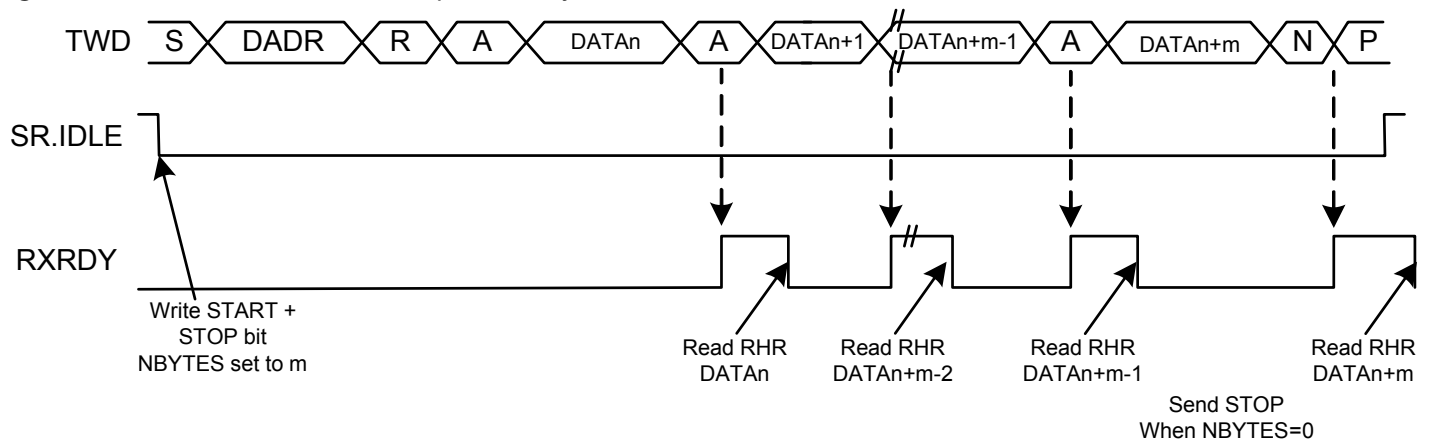 TWD S DADR R A DATAn A DATAn+1 DATAn+m-1 A DATAn+m N P
SR.IDLE
RXRDY
Write START +
STOP bit
NBYTES set to m
Read RHR
DATAn
Read RHR
DATAn+m-2
Read RHR
DATAn+m-1
Read RHR
DATAn+m
Send STOP
When NBYTES=0